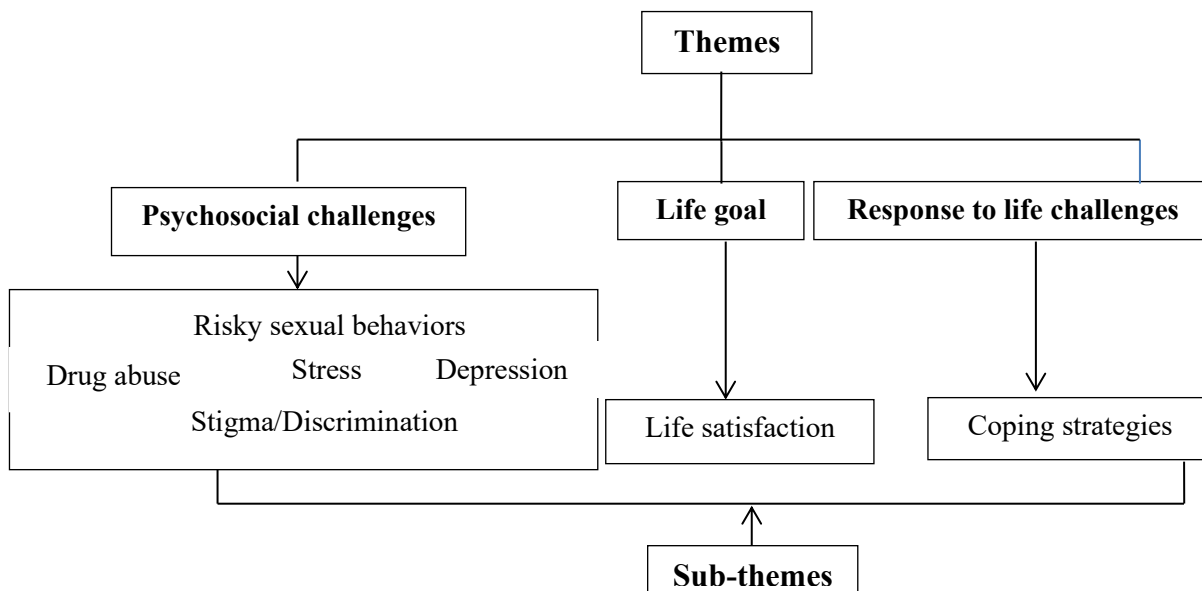 Themes
Psychosocial challenges
Life goal
Response to life challenges
Risky sexual behaviors
Drug abuse
Stress
Depression
Stigma/Discrimination
Life satisfaction
Coping strategies
Sub-themes